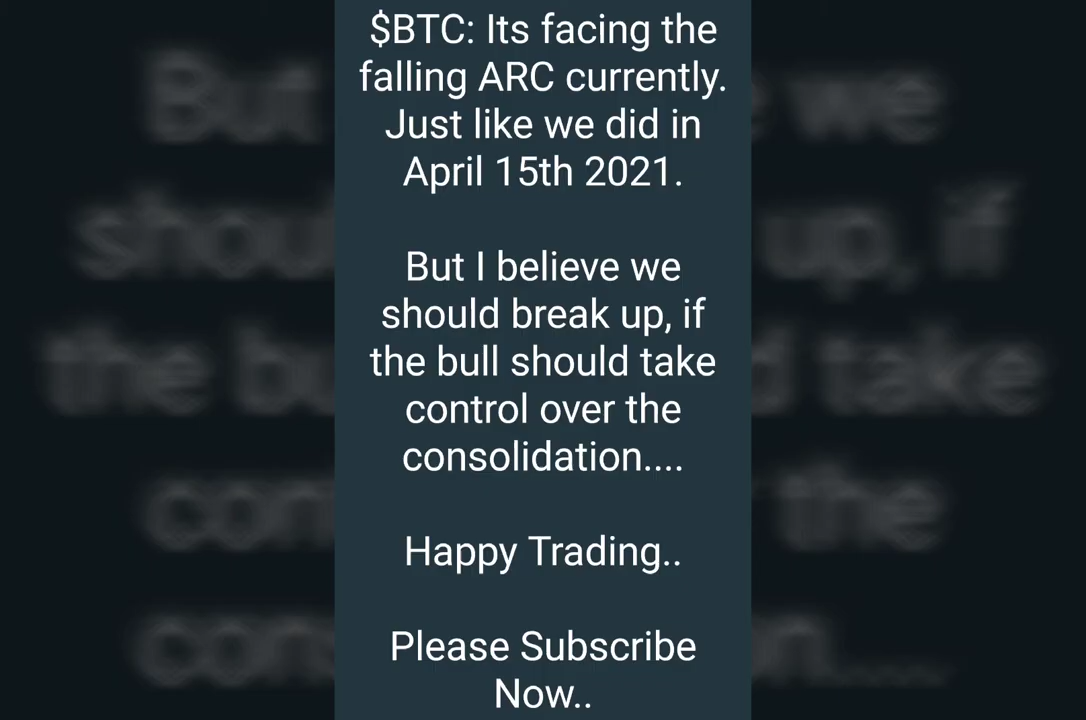 $BTC: Its facing the
falling ARC currently.
Just like we did in
April 15th 2021.
But I believe we
should break up, if
the bull should take
control over the
consolidation....
Happy Trading..
Please Subscribe
Now..